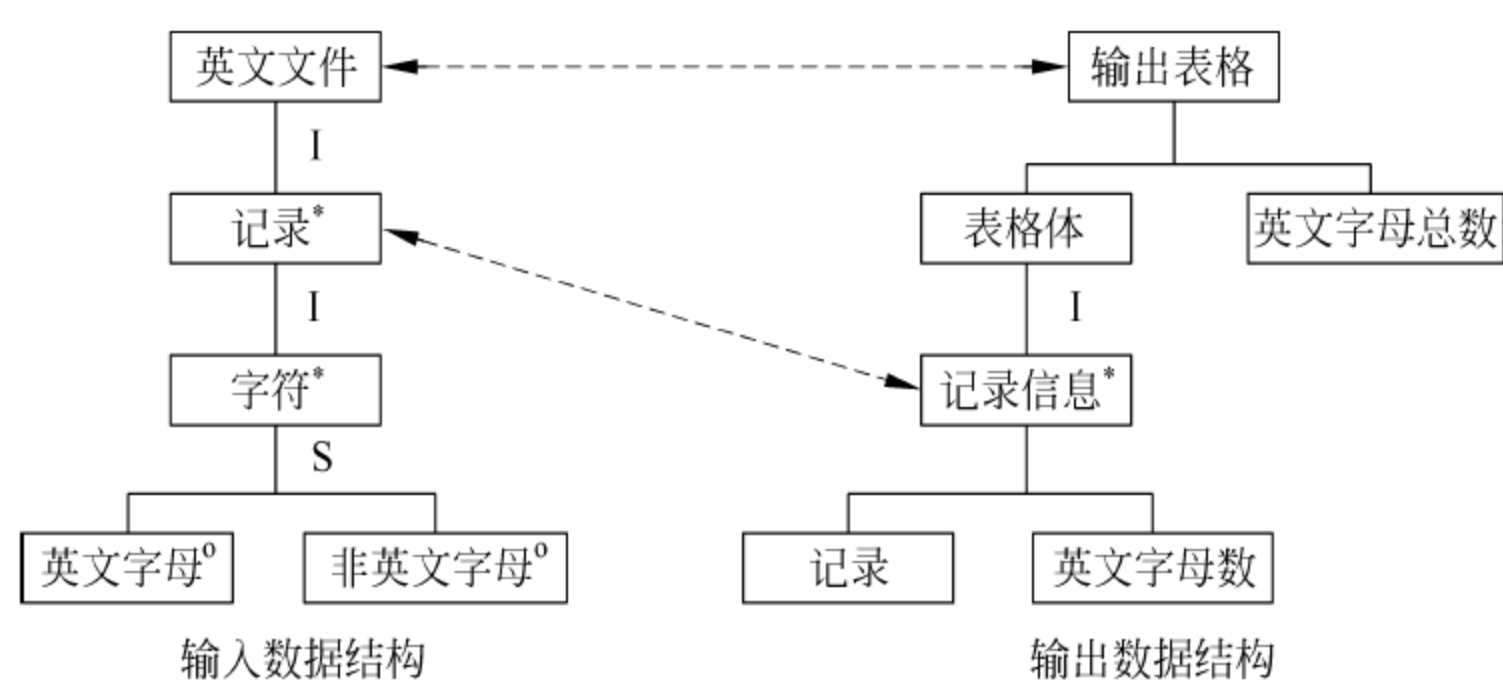 英文文件
输出表格
I
记录*
表格体
英文字母总数
I
I
字符*
记录信息*
S
英文字母o
非英文字母o
记录
英文字母数
输入数据结构
输出数据结构